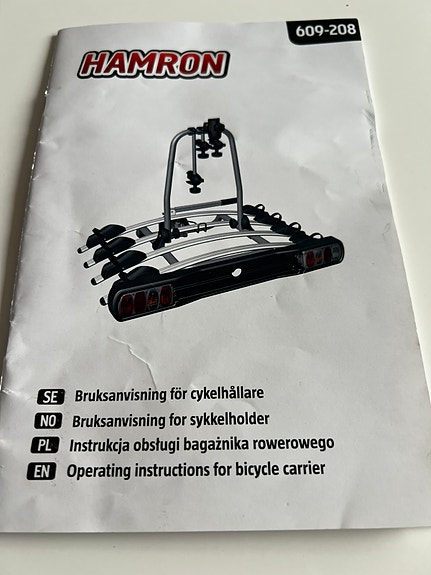 609-208
HAMRON
SE Bruksanvisning för cykelhållare
NO Bruksanvisning for sykkelholder
PL Instrukcja obsługi bagażnika rowerowego
EN Operating instructions for bicycle carrier